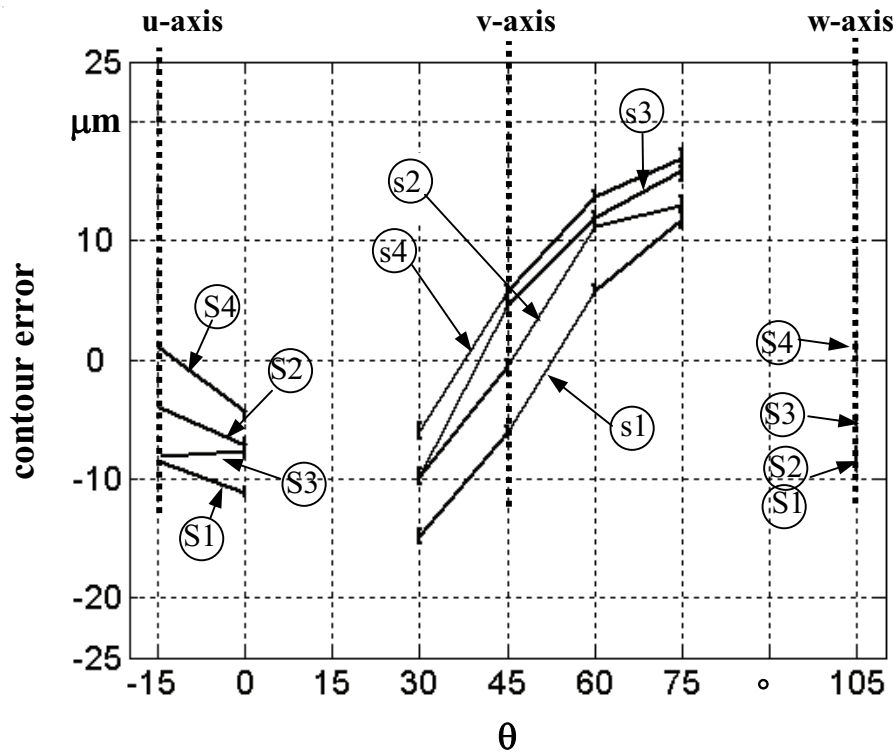 u-axis v-axis w-axis
25
μm
s3
s2
10
s4
S4
0
S4
S2
contour error
S3
s1
S2
-10
S3
S1
S1
-20
-25
-15 0 15 30 45 60 75 ° 105
θ